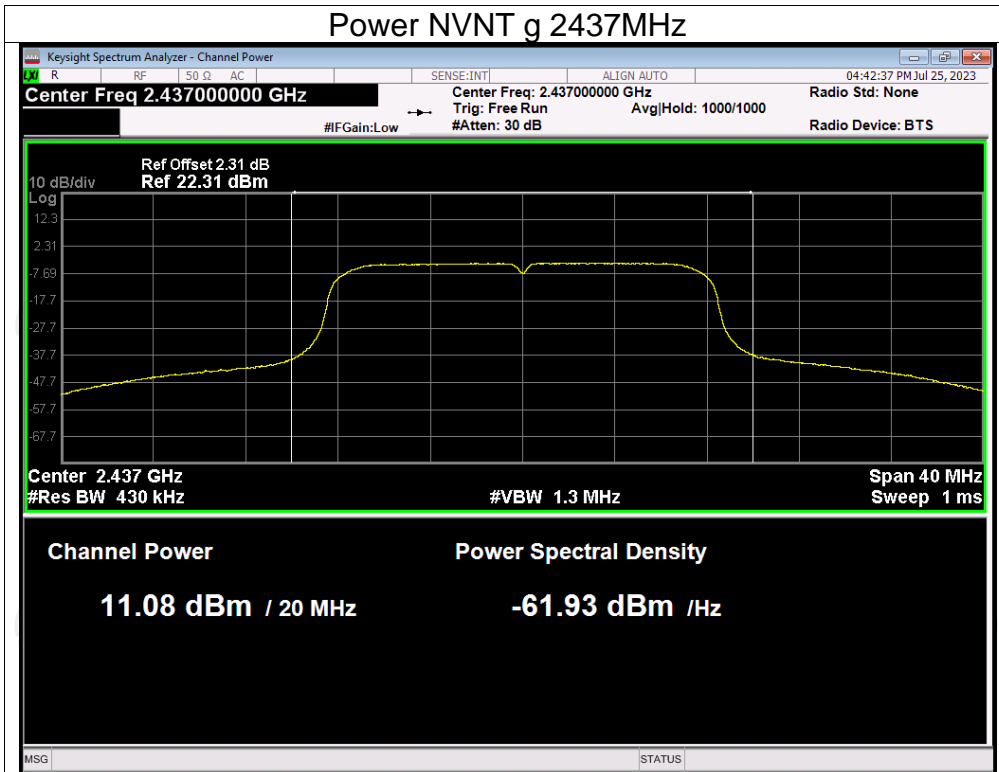 Power NVNT g 2437MHz
Keysight Spectrum Analyzer - Channel Power
LXI R RF 50 Ω AC SENSE:INT ALIGN AUTO 04:42:37 PM Jul 25, 2023
Center Freq 2.437000000 GHz Center Freq: 2.437000000 GHz Radio Std: None
Trig: Free Run Avg|Hold: 1000/1000
#IFGain:Low #Atten: 30 dB Radio Device: BTS
Ref Offset 2.31 dB
10 dB/div Ref 22.31 dBm
Log
12.3
2.31
-7.69
-17.7
-27.7
-37.7
-47.7
-57.7
-67.7
Center 2.437 GHz Span 40 MHz
#Res BW 430 kHz #VBW 1.3 MHz Sweep 1 ms
Channel Power Power Spectral Density
11.08 dBm / 20 MHz -61.93 dBm /Hz
MSG STATUS